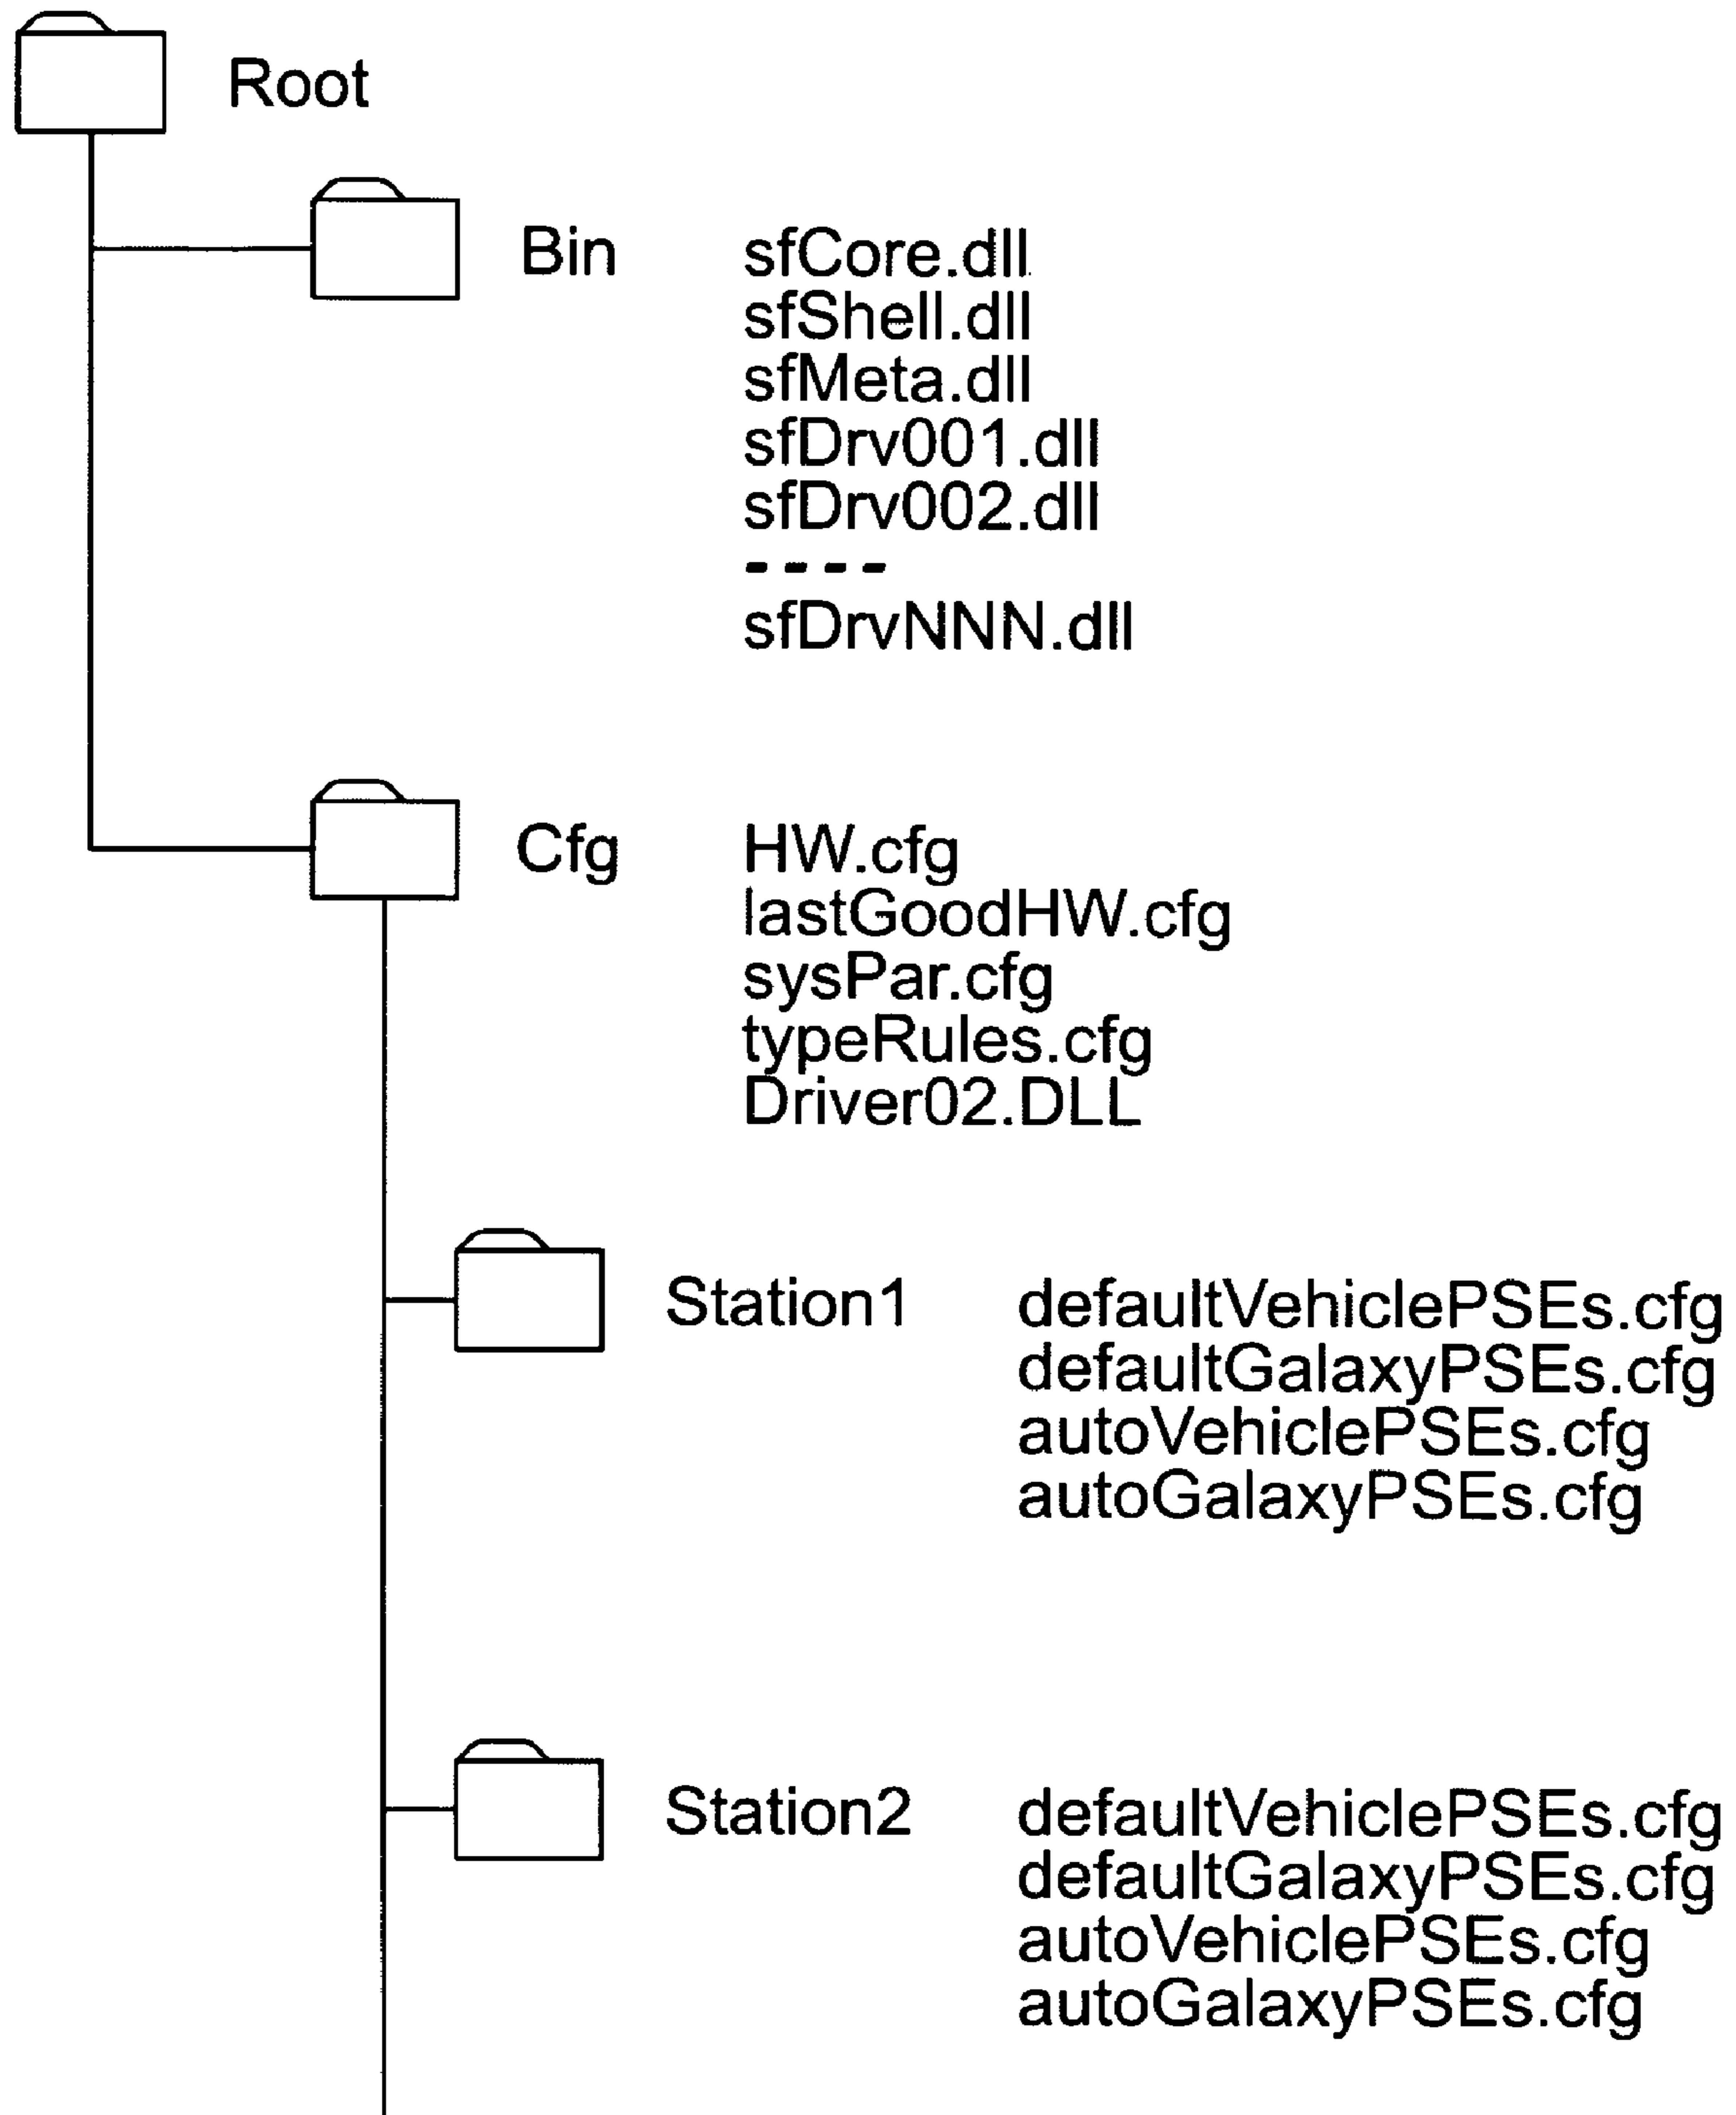 Root
Bin sfCore.dll
sfShell.dll
sfMeta.dll
sfDrv001.dll
sfDrv002.dll
----
sfDrvNNN.dll
Cfg HW.cfg
lastGoodHW.cfg
sysPar.cfg
typeRules.cfg
Driver02.DLL
Station1 defaultVehiclePSEs.cfg
defaultGalaxyPSEs.cfg
autoVehiclePSEs.cfg
autoGalaxyPSEs.cfg
Station2 defaultVehiclePSEs.cfg
defaultGalaxyPSEs.cfg
autoVehiclePSEs.cfg
autoGalaxyPSEs.cfg